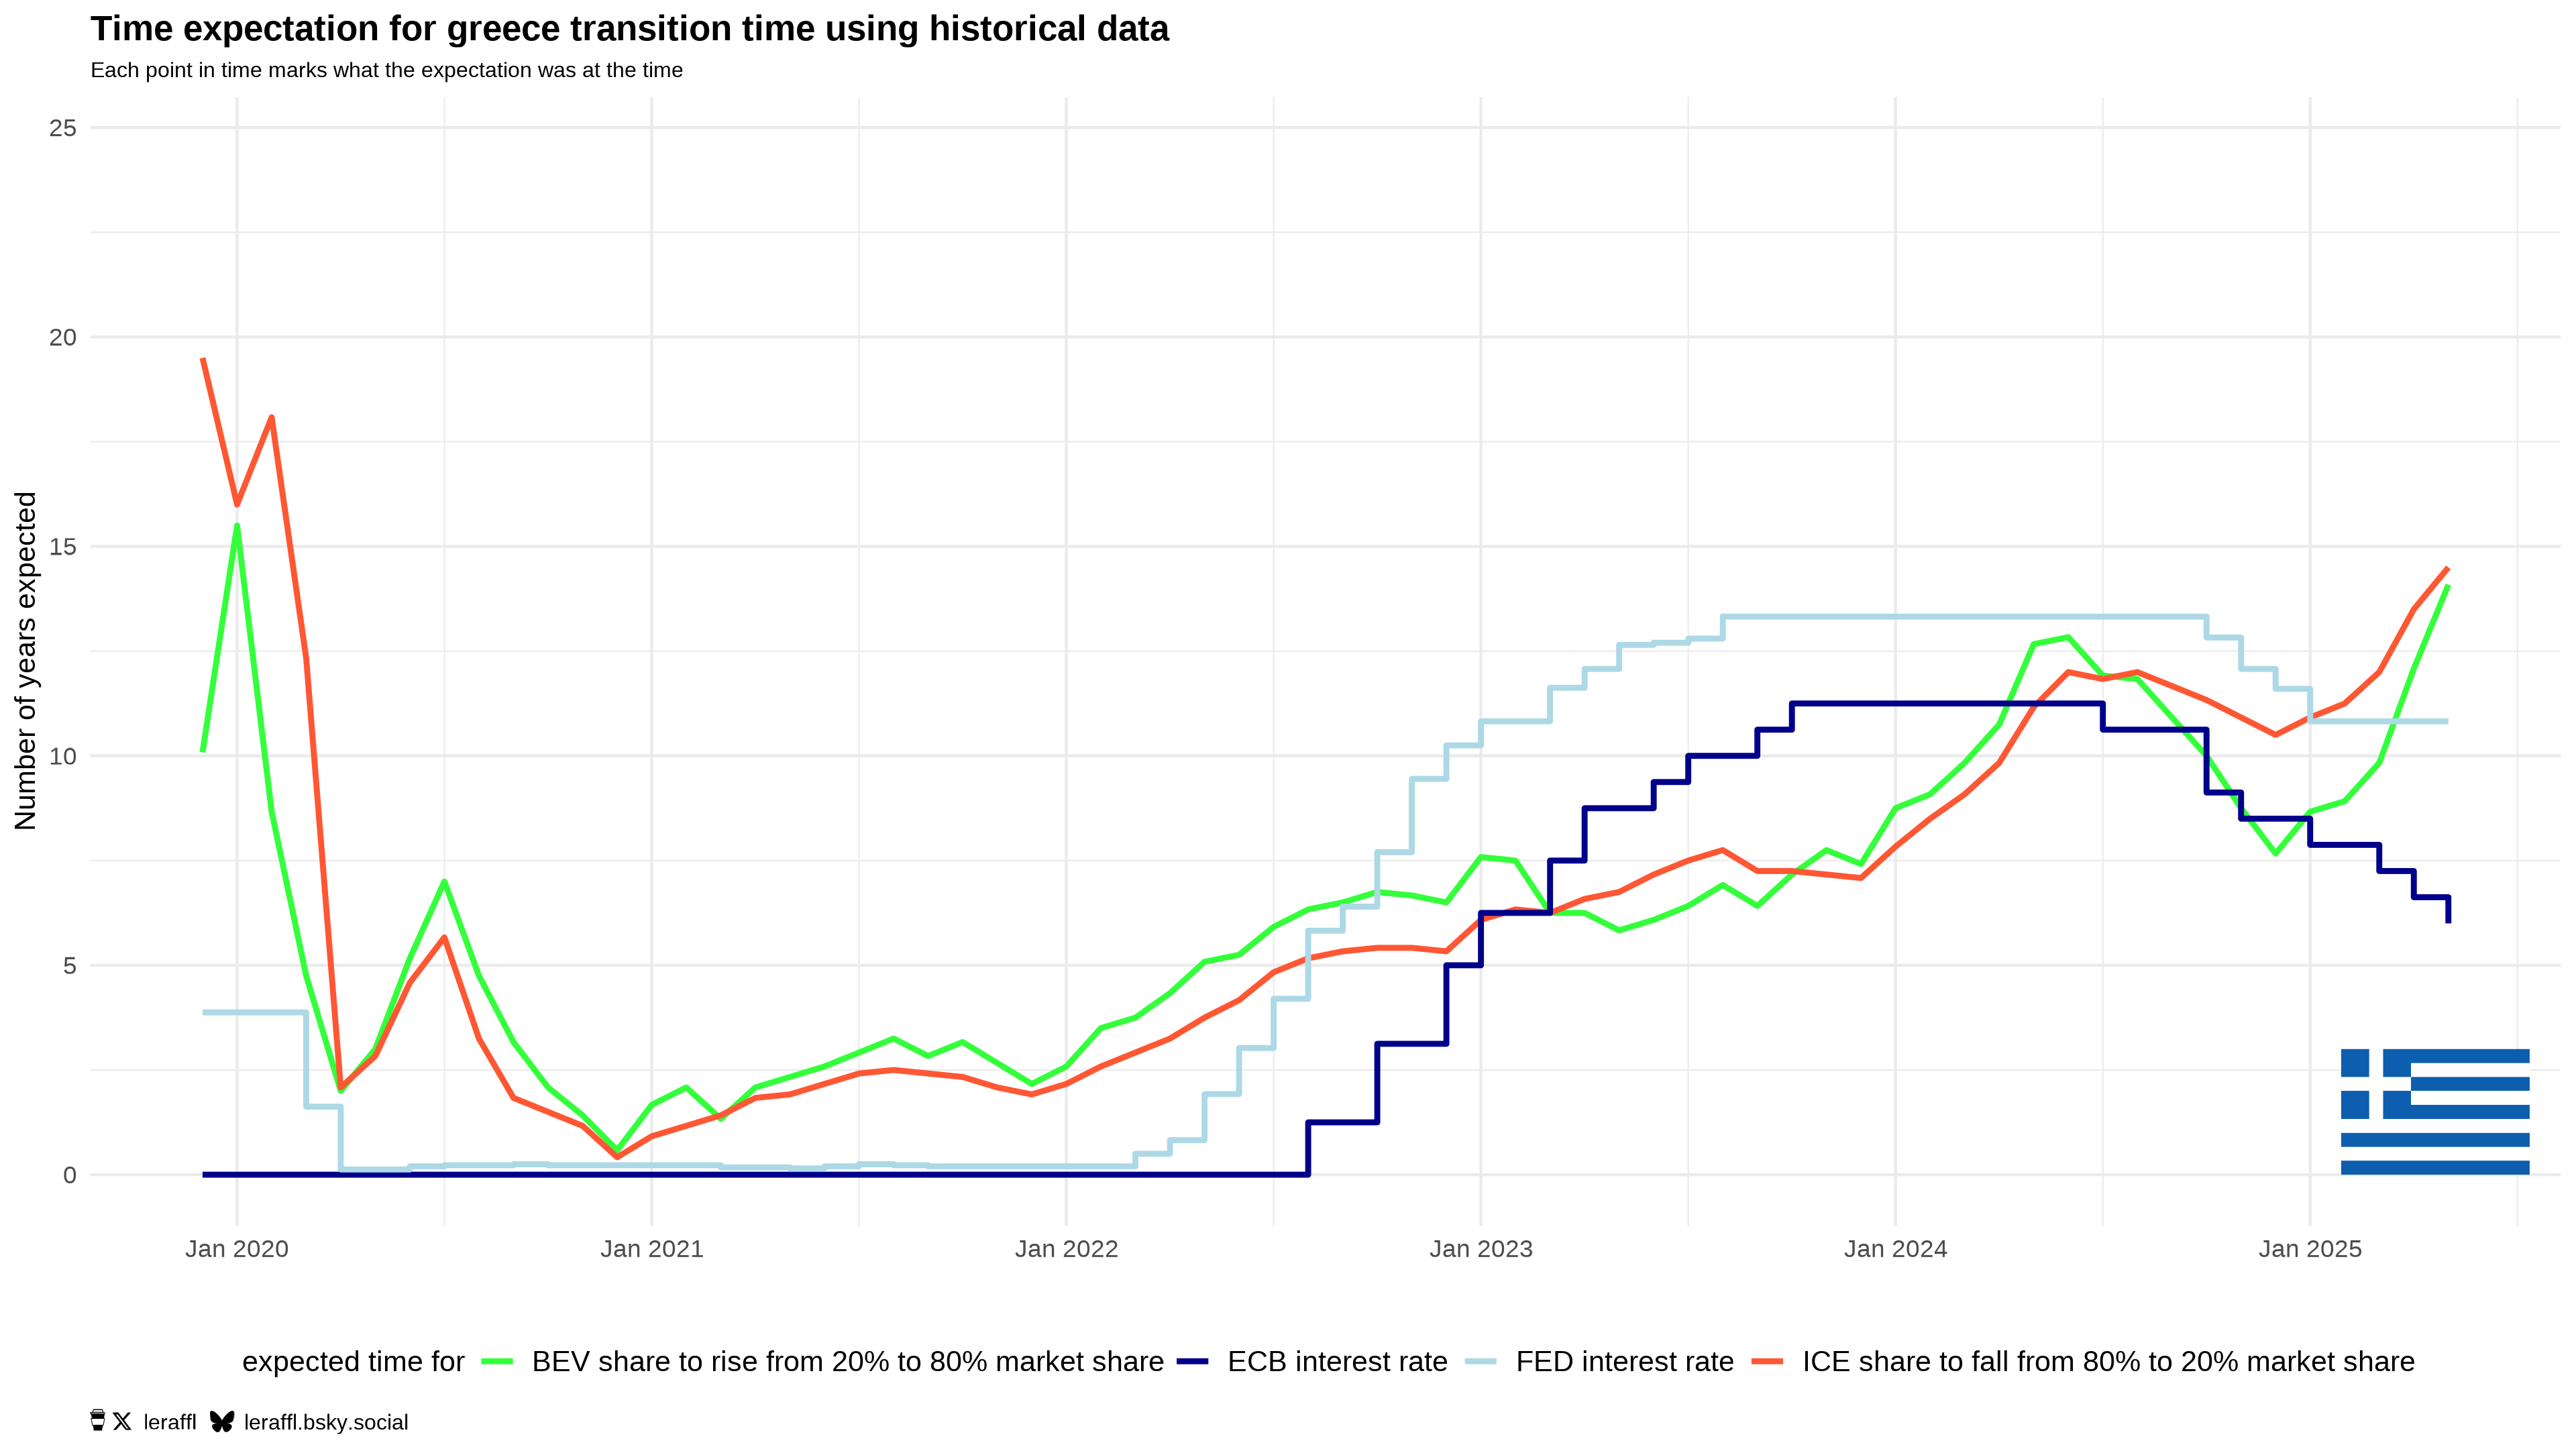 Time expectation for greece transition time using historical data
Each point in time marks what the expectation was at the time
Number of years expected
25
20
15
10
5
0
Jan 2020 Jan 2021 Jan 2022 Jan 2023 Jan 2024 Jan 2025
expected time for BEV share to rise from 20% to 80% market share ECB interest rate FED interest rate ICE share to fall from 80% to 20% market share
leraffl leraffl.bsky.social